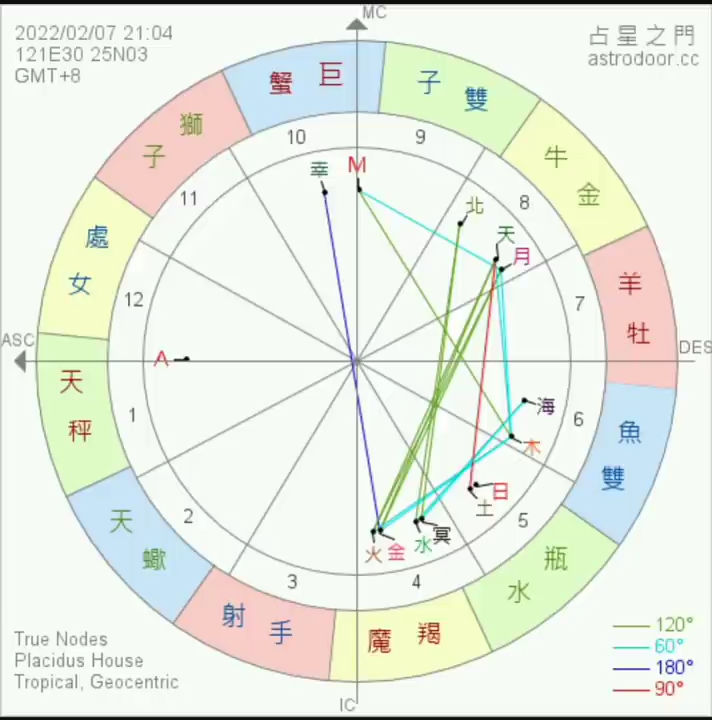 2022/02/07 21:04
121E30 25N03
GMT+8
占星之門
astrodoor.cc
MC
巨
蟹
子
雙
獅
子
牛
金
處
女
羊
牡
天
秤
魚
雙
天
蠍
瓶
水
射
手
魔
羯
10
9
11
8
12
7
1
6
2
5
3
4
幸
M
北
天
月
ASC
A
DES
海
木
日
土
火
金
水
冥
IC
True Nodes
Placidus House
Tropical, Geocentric
120°
60°
180°
90°